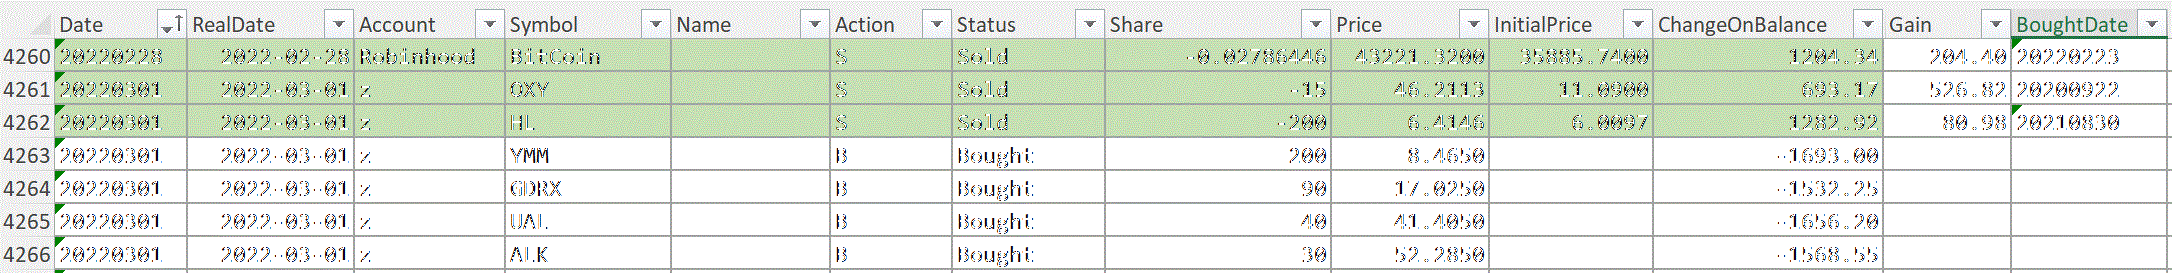 Date RealDate Account Symbol Name Action Status Share Price InitialPrice ChangeOnBalance Gain BoughtDate
4260 20220228 2022-02-28 Robinhood BitCoin S Sold -0.02786446 43221.3200 35885.7400 1204.34 204.40 20220223
4261 20220301 2022-03-01 z OXY S Sold -15 46.2113 11.0900 693.17 526.82 20200922
4262 20220301 2022-03-01 z HL S Sold -200 6.4146 6.0097 1282.92 80.98 20210830
4263 20220301 2022-03-01 z YMM B Bought 200 8.4650 -1693.00
4264 20220301 2022-03-01 z GDRX B Bought 90 17.0250 -1532.25
4265 20220301 2022-03-01 z UAL B Bought 40 41.4050 -1656.20
4266 20220301 2022-03-01 z ALK B Bought 30 52.2850 -1568.55